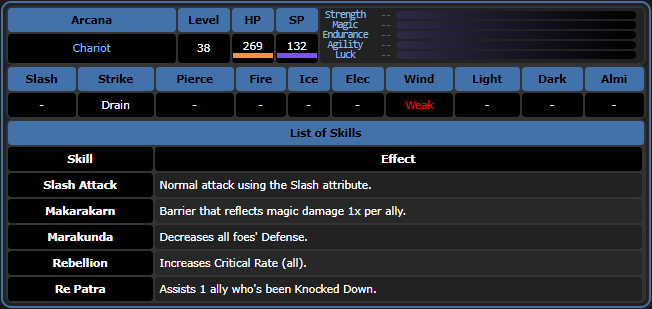 Arcana Level HP SP
Chariot 38 269 132
Strength --
Magic --
Endurance --
Agility --
Luck --
Slash Strike Pierce Fire Ice Elec Wind Light Dark Almi
- Drain - - - - Weak - - -
List of Skills
Skill Effect
Slash Attack Normal attack using the Slash attribute.
Makarakarn Barrier that reflects magic damage 1x per ally.
Marakunda Decreases all foes' Defense.
Rebellion Increases Critical Rate (all).
Re Patra Assists 1 ally who's been Knocked Down.